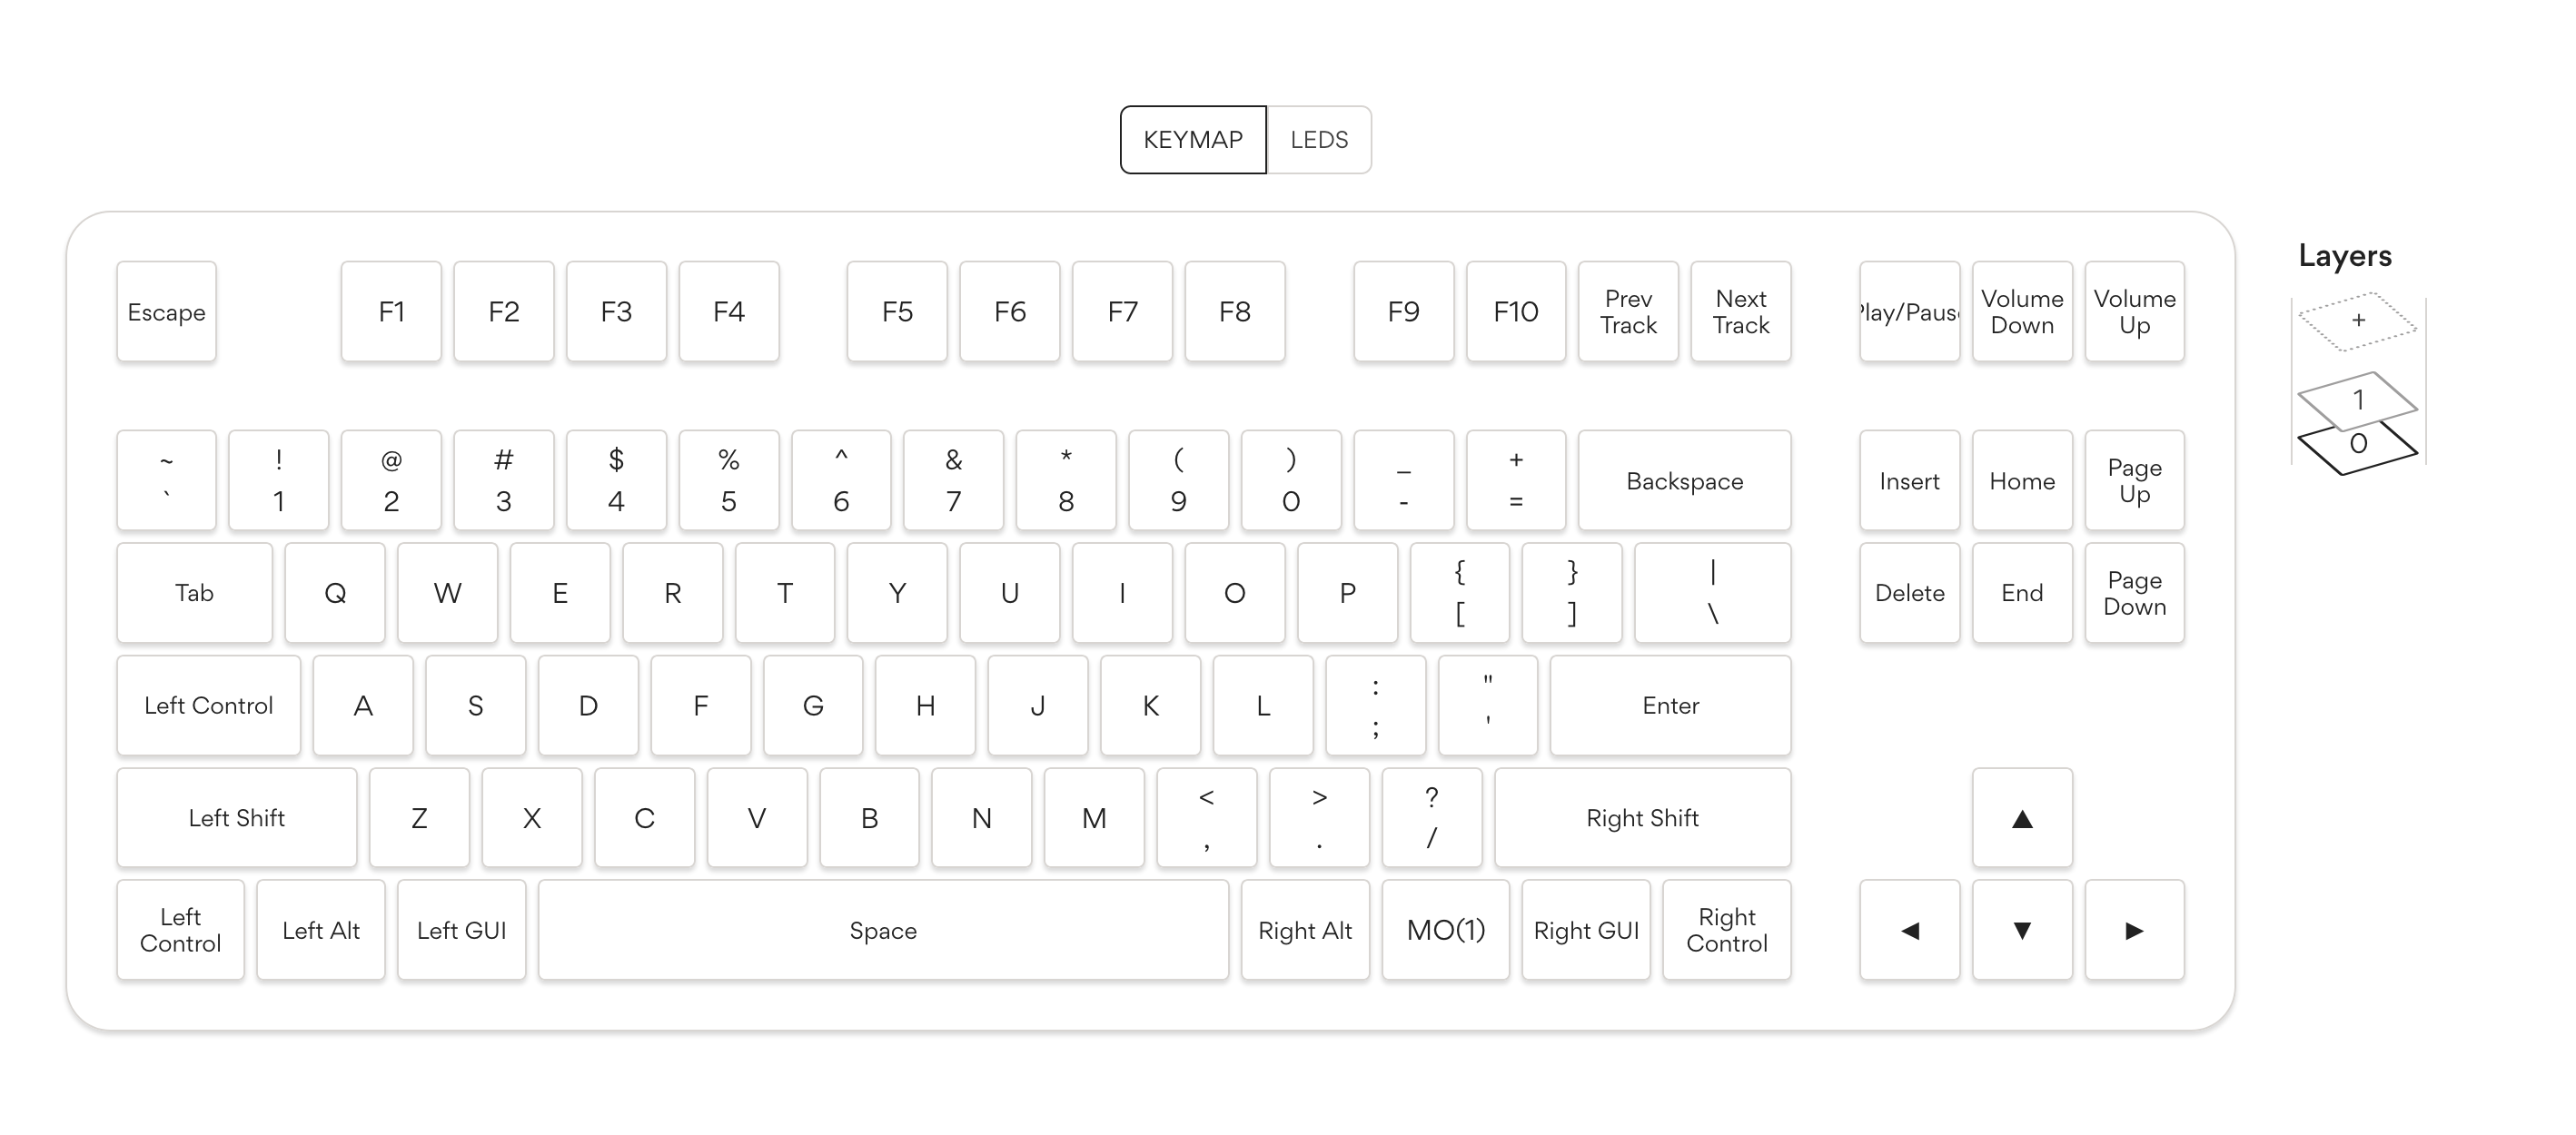 KEYMAP LEDS
Layers
Escape F1 F2 F3 F4 F5 F6 F7 F8 F9 F10 Prev Track Next Track Play/Pause Volume Down Volume Up
+
1
0
~ ! @ # $ % ^ & * ( ) _ +
` 1 2 3 4 5 6 7 8 9 0 - = Backspace Insert Home Page Up
Tab Q W E R T Y U I O P { [ } ] | \ Delete End Page Down
Left Control A S D F G H J K L : ; " ' Enter
Left Shift Z X C V B N M < , > . ? / Right Shift ▲
Left Control Left Alt Left GUI Space Right Alt MO(1) Right GUI Right Control ◀ ▼ ▶